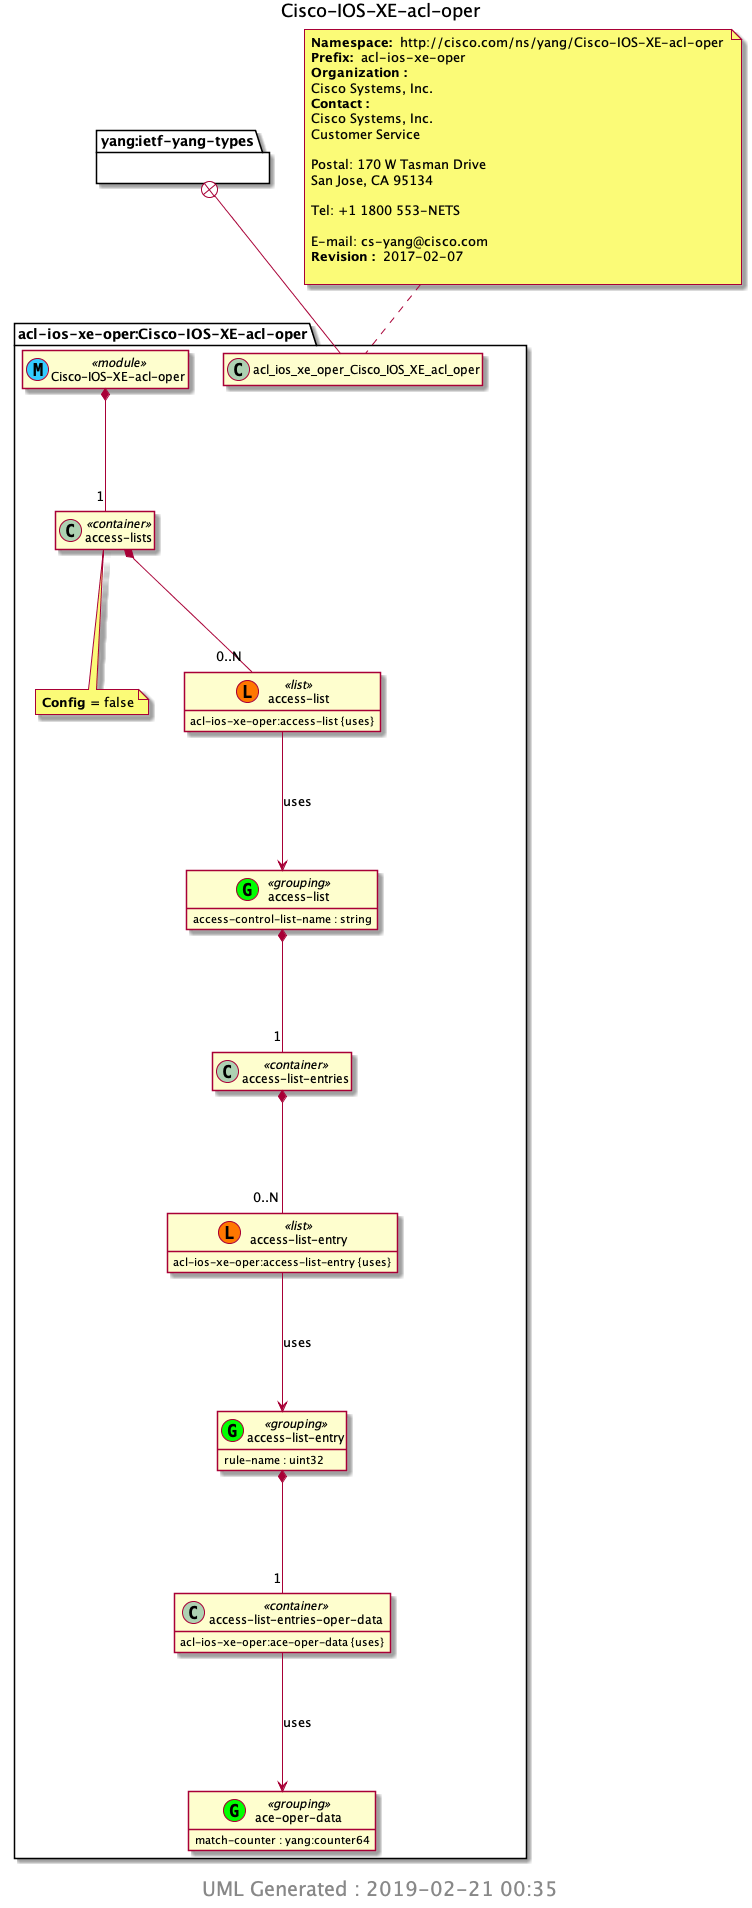 Cisco-IOS-XE-acl-oper
Namespace: http://cisco.com/ns/yang/Cisco-IOS-XE-acl-oper
Prefix: acl-ios-xe-oper
Organization :
Cisco Systems, Inc.
Contact :
Cisco Systems, Inc.
Customer Service
Postal: 170 W Tasman Drive
San Jose, CA 95134
Tel: +1 1800 553-NETS
E-mail: cs-yang@cisco.com
Revision : 2017-02-07
yang:ietf-yang-types
acl-ios-xe-oper:Cisco-IOS-XE-acl-oper
M «module»
Cisco-IOS-XE-acl-oper
C acl_ios_xe_oper_Cisco_IOS_XE_acl_oper
1
C «container»
access-lists
0..N
Config = false
L «list»
access-list
acl-ios-xe-oper:access-list {uses}
uses
G «grouping»
access-list
access-control-list-name : string
1
C «container»
access-list-entries
0..N
L «list»
access-list-entry
acl-ios-xe-oper:access-list-entry {uses}
uses
G «grouping»
access-list-entry
rule-name : uint32
1
C «container»
access-list-entries-oper-data
acl-ios-xe-oper:ace-oper-data {uses}
uses
G «grouping»
ace-oper-data
match-counter : yang:counter64
UML Generated : 2019-02-21 00:35